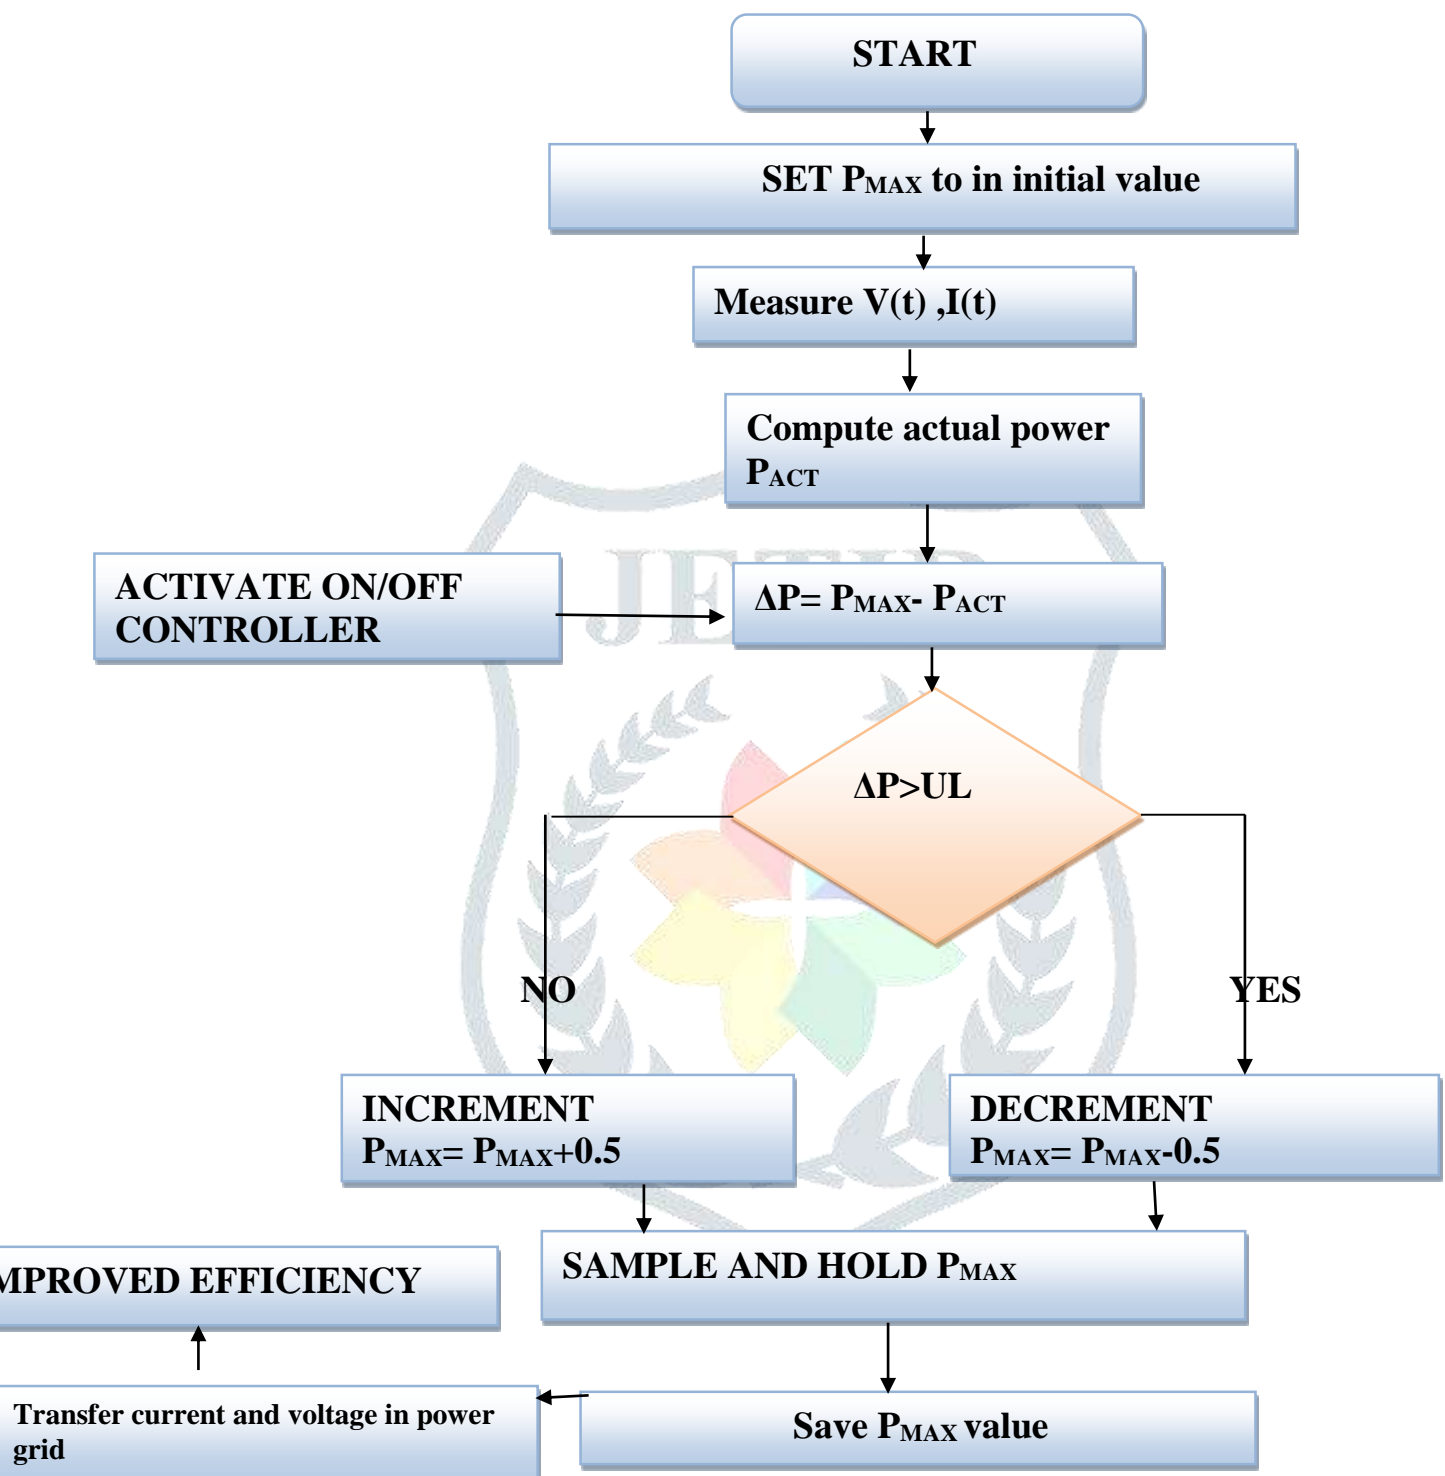 START
SET PMAX to in initial value
Measure V(t) ,I(t)
Compute actual power
PACT
JETIR
ACTIVATE ON/OFF
CONTROLLER
ΔP= PMAX- PACT
ΔP>UL
NO
YES
INCREMENT
PMAX= PMAX+0.5
DECREMENT
PMAX= PMAX-0.5
SAMPLE AND HOLD PMAX
MPROVED EFFICIENCY
Save PMAX value
Transfer current and voltage in power
grid